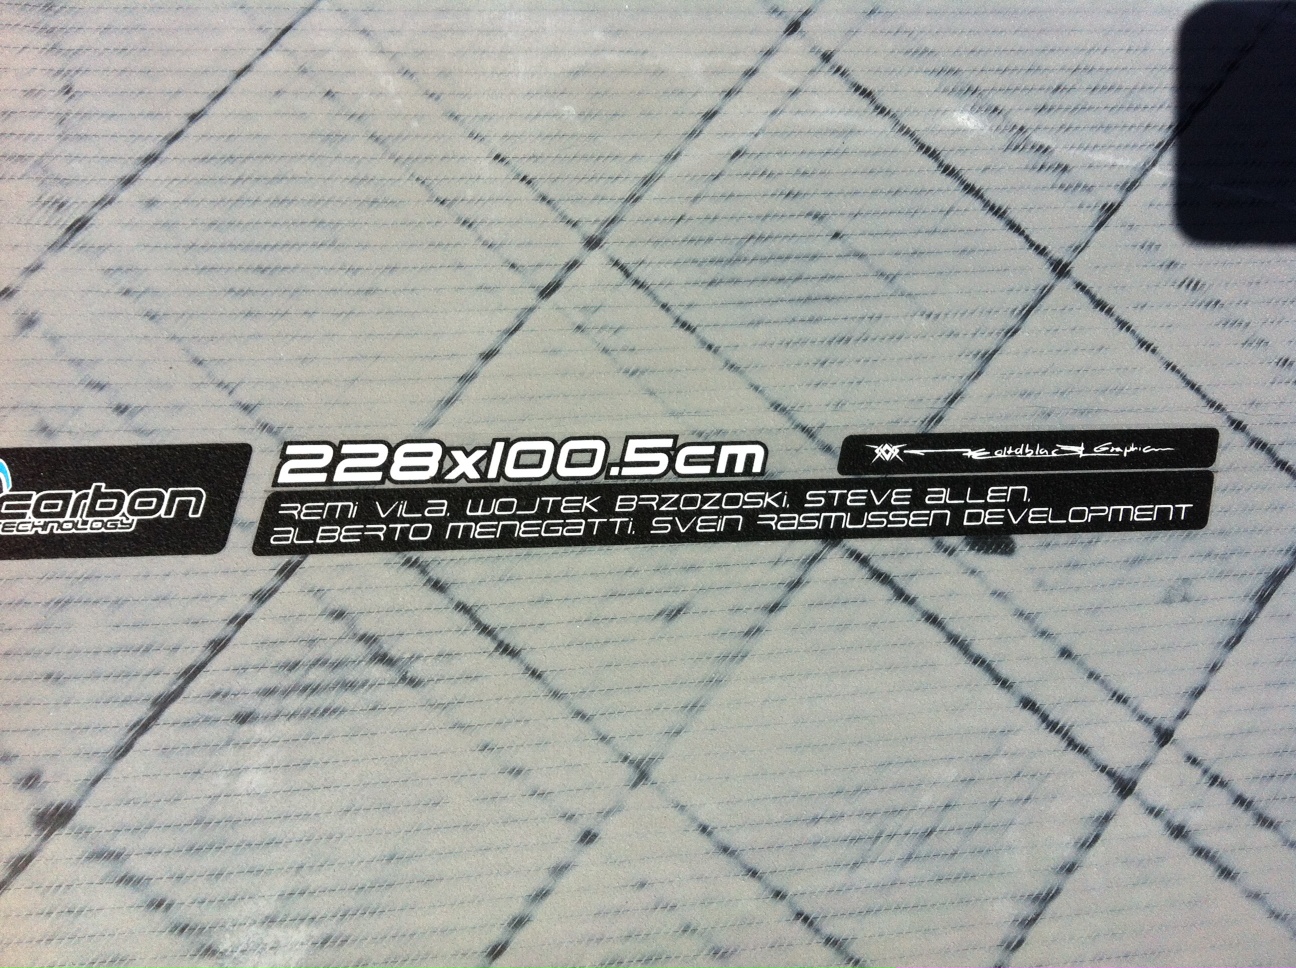 carbon
TECHNOLOGY
228x100.5cm
REMI VILA, WOJTEK BRZOZOSKI, STEVE ALLEN,
ALBERTO MENEGATTI, SVEIN RASMUSSEN DEVELOPMENT